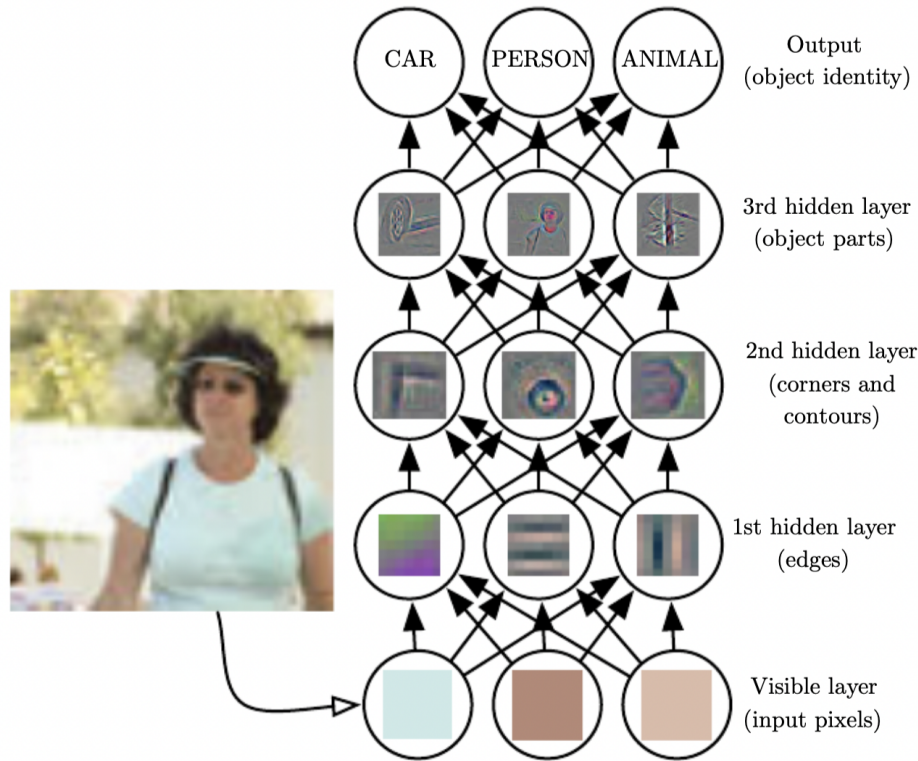 CAR
PERSON
ANIMAL
Output
(object identity)
3rd hidden layer
(object parts)
2nd hidden layer
(corners and
contours)
1st hidden layer
(edges)
Visible layer
(input pixels)